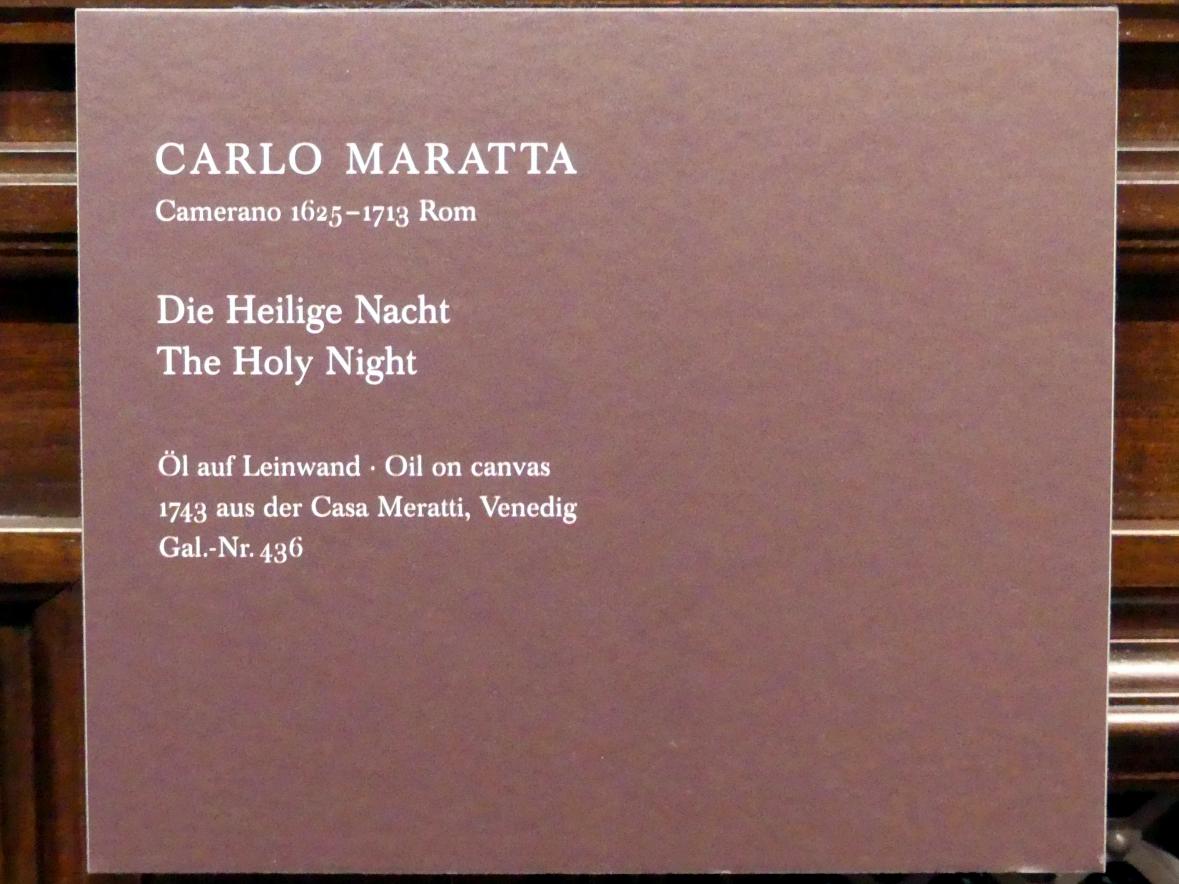 CARLO MARATTA
Camerano 1625–1713 Rom
Die Heilige Nacht
The Holy Night
Öl auf Leinwand · Oil on canvas
1743 aus der Casa Meratti, Venedig
Gal.-Nr. 436